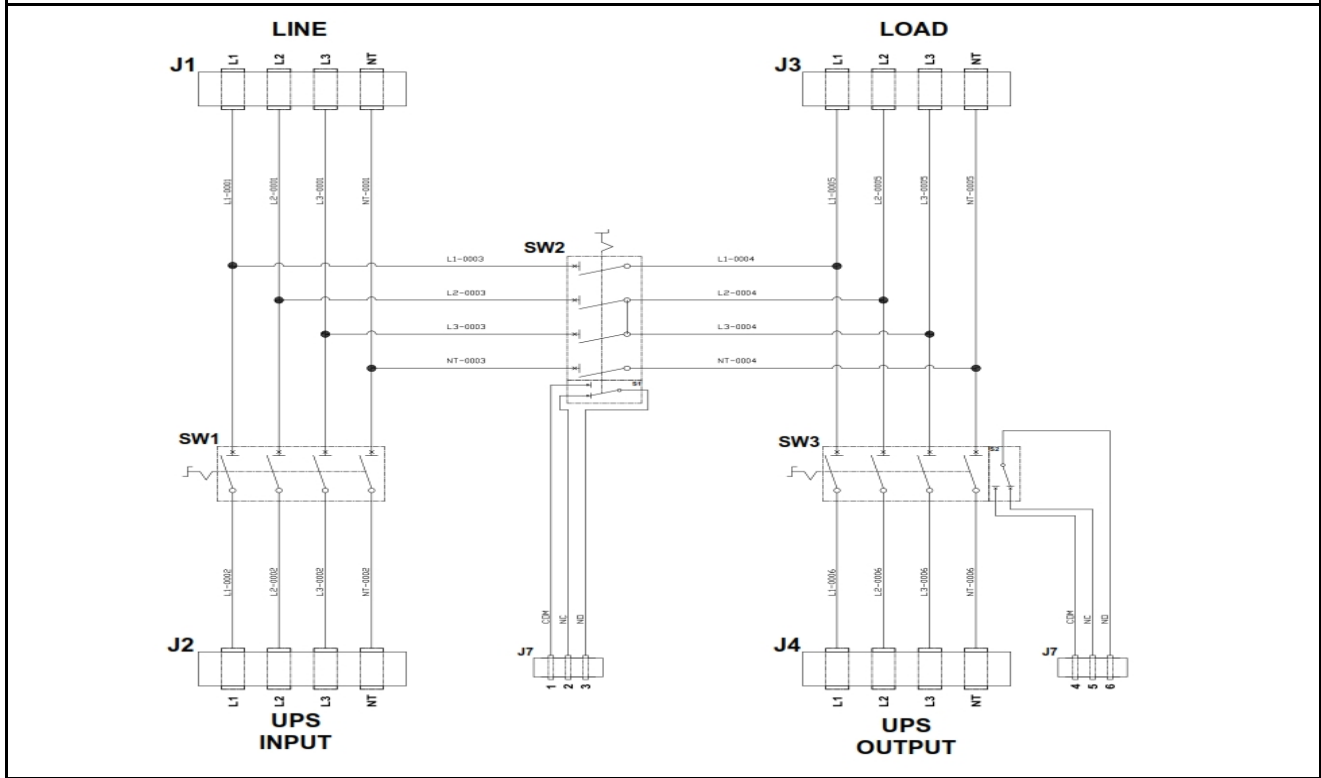 LINE
LOAD
J1
L1
L2
L3
NT
J3
L1
L2
L3
NT
L1-0001
L2-0001
L3-0001
NT-0001
L1-0005
L2-0005
L3-0005
NT-0005
SW2
L1-0003
L1-0004
L2-0003
L2-0004
L3-0003
L3-0004
NT-0003
NT-0004
S1
SW1
SW3
S2
L1-0002
L2-0002
L3-0002
NT-0002
COM
NC
NO
L1-0006
L2-0006
L3-0006
NT-0006
COM
NC
NO
J2
J7
J4
J7
L1
L2
L3
NT
1
2
3
L1
L2
L3
NT
4
5
6
UPS
INPUT
UPS
OUTPUT